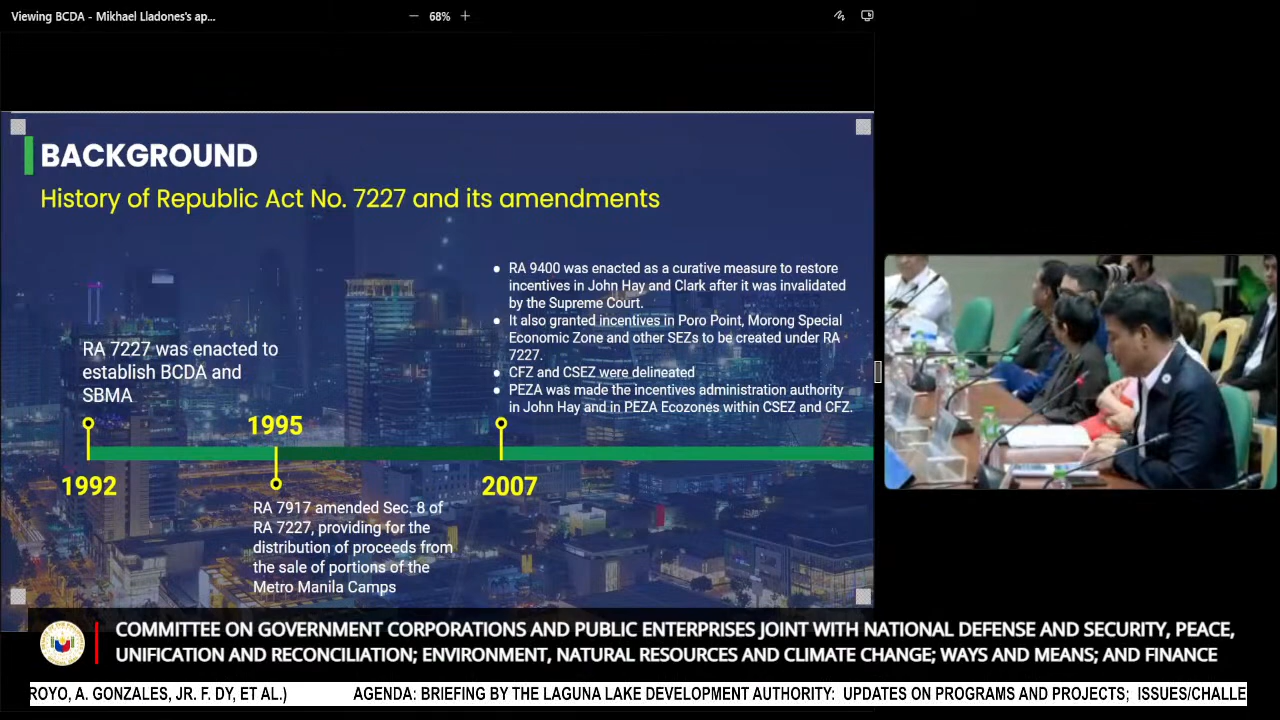 Viewing BCDA - Mikhael Lladones's ap...
68%
BACKGROUND
History of Republic Act No. 7227 and its amendments
RA 7227 was enacted to
establish BCDA and
SBMA
1992
1995
RA 7917 amended Sec. 8 of
RA 7227, providing for the
distribution of proceeds from
the sale of portions of the
Metro Manila Camps
● RA 9400 was enacted as a curative measure to restore
incentives in John Hay and Clark after it was invalidated
by the Supreme Court.
● It also granted incentives in Poro Point, Morong Special
Economic Zone and other SEZs to be created under RA
7227.
● CFZ and CSEZ were delineated
● PEZA was made the incentives administration authority
in John Hay and in PEZA Ecozones within CSEZ and CFZ.
2007
COMMITTEE ON GOVERNMENT CORPORATIONS AND PUBLIC ENTERPRISES JOINT WITH NATIONAL DEFENSE AND SECURITY, PEACE,
UNIFICATION AND RECONCILIATION; ENVIRONMENT, NATURAL RESOURCES AND CLIMATE CHANGE; WAYS AND MEANS; AND FINANCE
ROYO, A. GONZALES, JR. F. DY, ET AL.) AGENDA: BRIEFING BY THE LAGUNA LAKE DEVELOPMENT AUTHORITY: UPDATES ON PROGRAMS AND PROJECTS; ISSUES/CHALLE